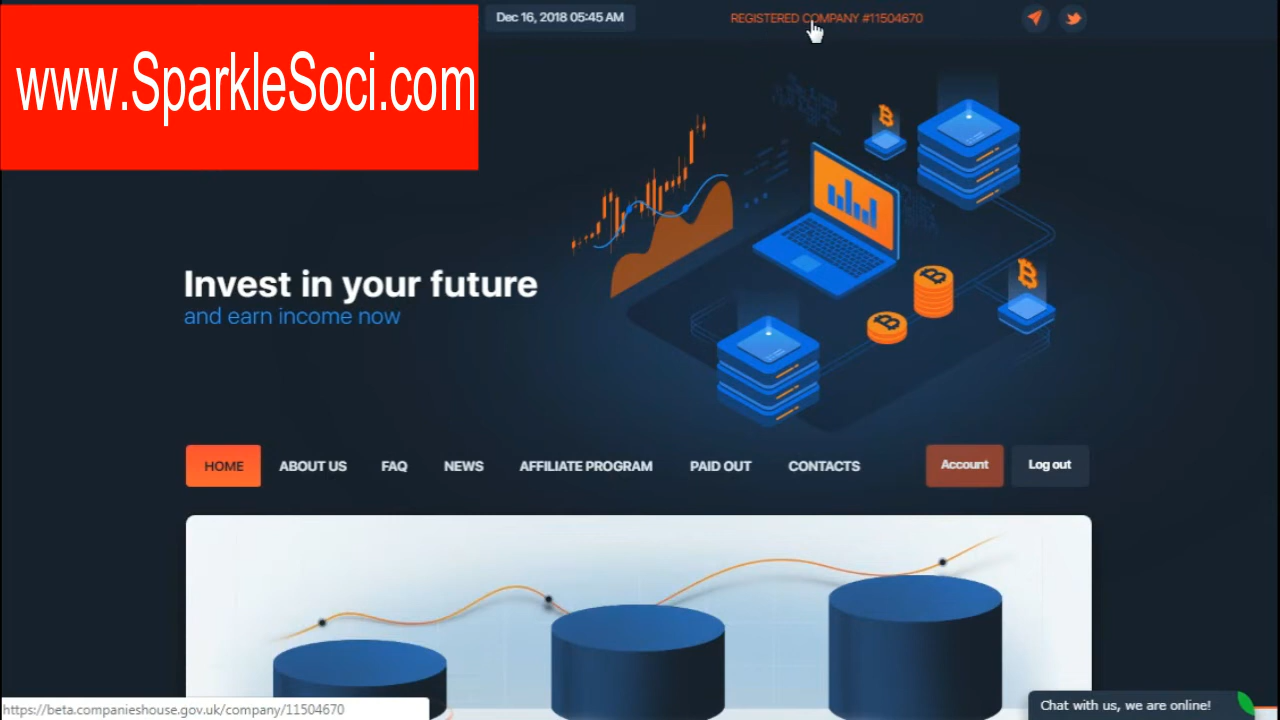 Dec 16, 2018 05:45 AM
REGISTERED COMPANY #11504670
www.SparkleSoci.com
Invest in your future
and earn income now
HOME
ABOUT US
FAQ
NEWS
AFFILIATE PROGRAM
PAID OUT
CONTACTS
Account
Log out
https://beta.companieshouse.gov.uk/company/11504670
Chat with us, we are online!